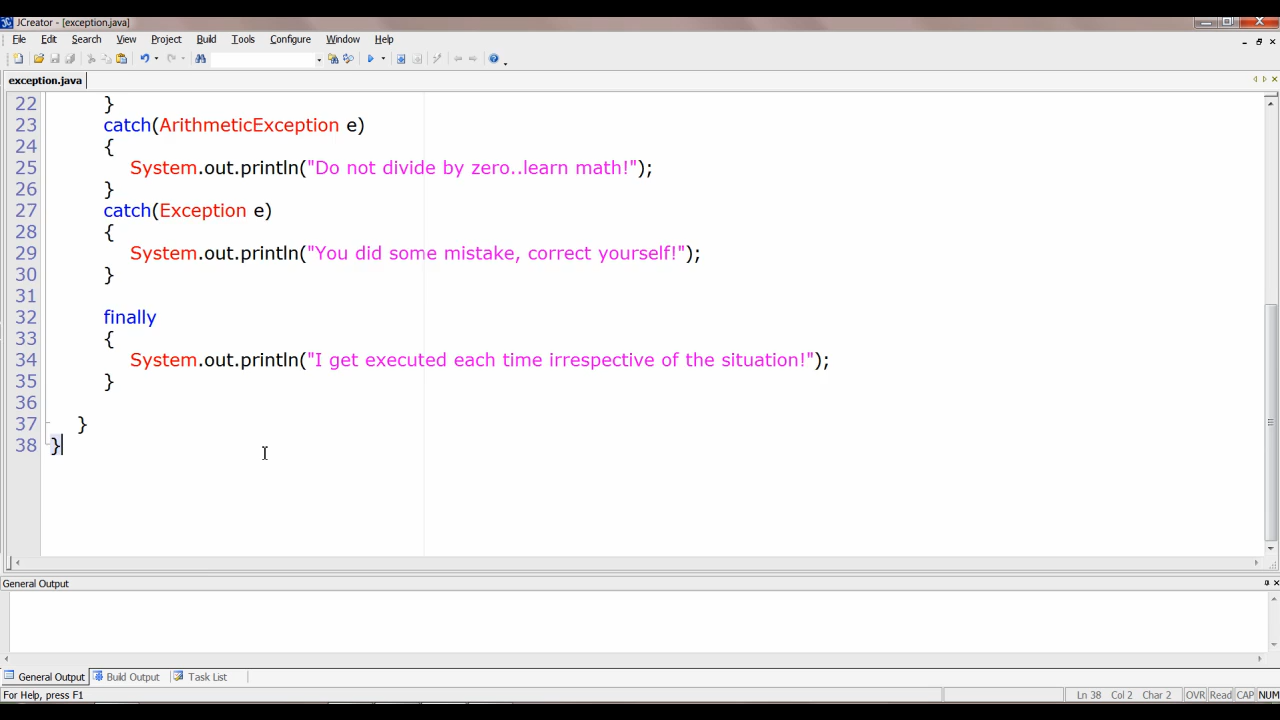 JCreator - [exception.java]
File Edit Search View Project Build Tools Configure Window Help
exception.java
22 }
23 catch(ArithmeticException e)
24 {
25 System.out.println("Do not divide by zero..learn math!");
26 }
27 catch(Exception e)
28 {
29 System.out.println("You did some mistake, correct yourself!");
30 }
31
32 finally
33 {
34 System.out.println("I get executed each time irrespective of the situation!");
35 }
36
37 }
38 }
General Output
General Output Build Output Task List
For Help, press F1 Ln 38 Col 2 Char 2 OVR Read CAP NUM